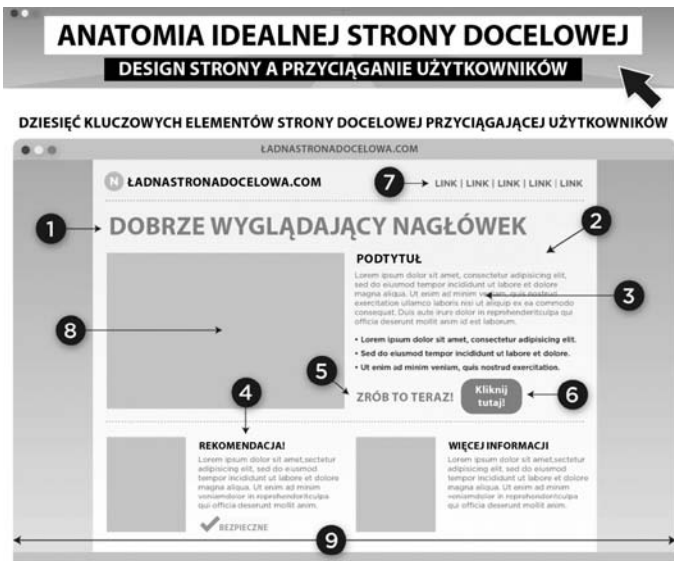 ANATOMIA IDEALNEJ STRONY DOCELOWEJ
DESIGN STRONY A PRZYCIĄGANIE UŻYTKOWNIKÓW
DZIESIĘĆ KLUCZOWYCH ELEMENTÓW STRONY DOCELOWEJ PRZYCIĄGAJĄCEJ UŻYTKOWNIKÓW
ŁADNASTRONADOCELOWA.COM
N ŁADNASTRONADOCELOWA.COM
7
LINK | LINK | LINK | LINK | LINK
1
DOBRZE WYGLĄDAJĄCY NAGŁÓWEK
2
PODTYTUŁ
Lorem ipsum dolor sit amet, consectetur adipisicing elit,
sed do eiusmod tempor incididunt ut labore et dolore
magna aliqua. Ut enim ad minim veniam, quis nostrud
exercitation ullamco laboris nisi ut aliquip ex ea commodo
consequat. Duis aute irure dolor in reprehenderitculpa qui
officia deserunt mollit anim id est laborum.
3
• Lorem ipsum dolor sit amet, consectetur adipisicing elit.
• Sed do eiusmod tempor incididunt ut labore et dolore.
• Ut enim ad minim veniam, quis nostrud exercitation.
8
5
ZRÓB TO TERAZ!
Kliknij
tutaj!
6
4
REKOMENDACJA!
Lorem ipsum dolor sit amet,sectetur
adipisicing elit, sed do eiusmod
tempor incididunt ut labore et dolore
magna aliqua. Ut enim ad minim
veniamdolor in reprehenderitculpa
qui officia deserunt mollit anim.
BEZPIECZNE
WIĘCEJ INFORMACJI
Lorem ipsum dolor sit amet,sectetur
adipisicing elit, sed do eiusmod
tempor incididunt ut labore et dolore
magna aliqua. Ut enim ad minim
veniamdolor in reprehenderitculpa
qui officia deserunt mollit anim.
9